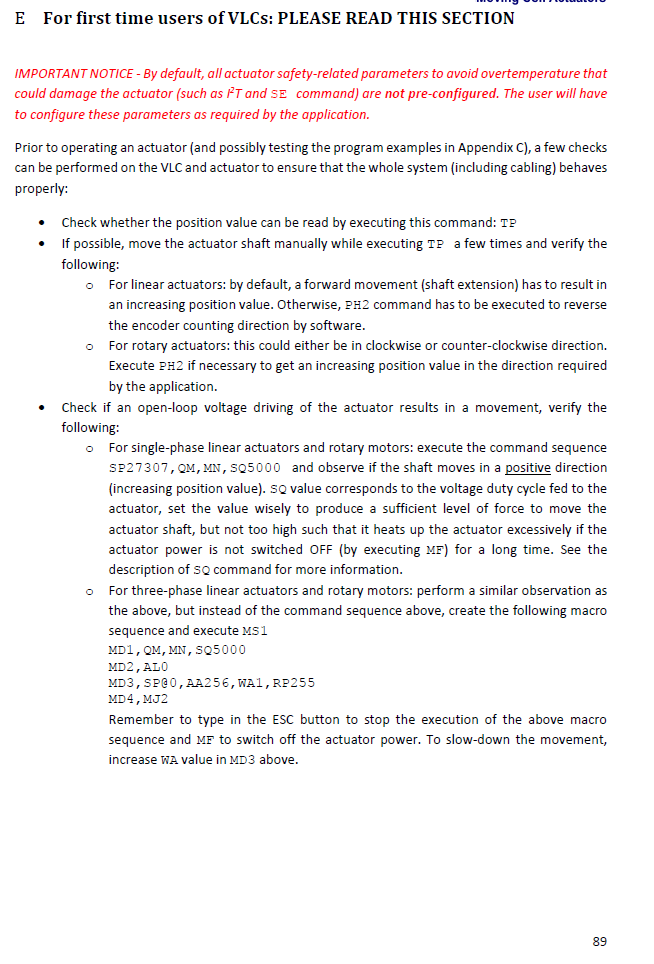 E For first time users of VLCs: PLEASE READ THIS SECTION
IMPORTANT NOTICE - By default, all actuator safety-related parameters to avoid overtemperature that
could damage the actuator (such as I²T and SE command) are not pre-configured. The user will have
to configure these parameters as required by the application.
Prior to operating an actuator (and possibly testing the program examples in Appendix C), a few checks
can be performed on the VLC and actuator to ensure that the whole system (including cabling) behaves
properly:
• Check whether the position value can be read by executing this command: TP
• If possible, move the actuator shaft manually while executing TP a few times and verify the
following:
o For linear actuators: by default, a forward movement (shaft extension) has to result in
an increasing position value. Otherwise, PH2 command has to be executed to reverse
the encoder counting direction by software.
o For rotary actuators: this could either be in clockwise or counter-clockwise direction.
Execute PH2 if necessary to get an increasing position value in the direction required
by the application.
• Check if an open-loop voltage driving of the actuator results in a movement, verify the
following:
o For single-phase linear actuators and rotary motors: execute the command sequence
SP27307,QM,MN,SQ5000 and observe if the shaft moves in a positive direction
(increasing position value). SQ value corresponds to the voltage duty cycle fed to the
actuator, set the value wisely to produce a sufficient level of force to move the
actuator shaft, but not too high such that it heats up the actuator excessively if the
actuator power is not switched OFF (by executing MF) for a long time. See the
description of SQ command for more information.
o For three-phase linear actuators and rotary motors: perform a similar observation as
the above, but instead of the command sequence above, create the following macro
sequence and execute MS1
MD1,QM,MN,SQ5000
MD2,AL0
MD3,SP@0,AA256,WA1,RP255
MD4,MJ2
Remember to type in the ESC button to stop the execution of the above macro
sequence and MF to switch off the actuator power. To slow-down the movement,
increase WA value in MD3 above.
89